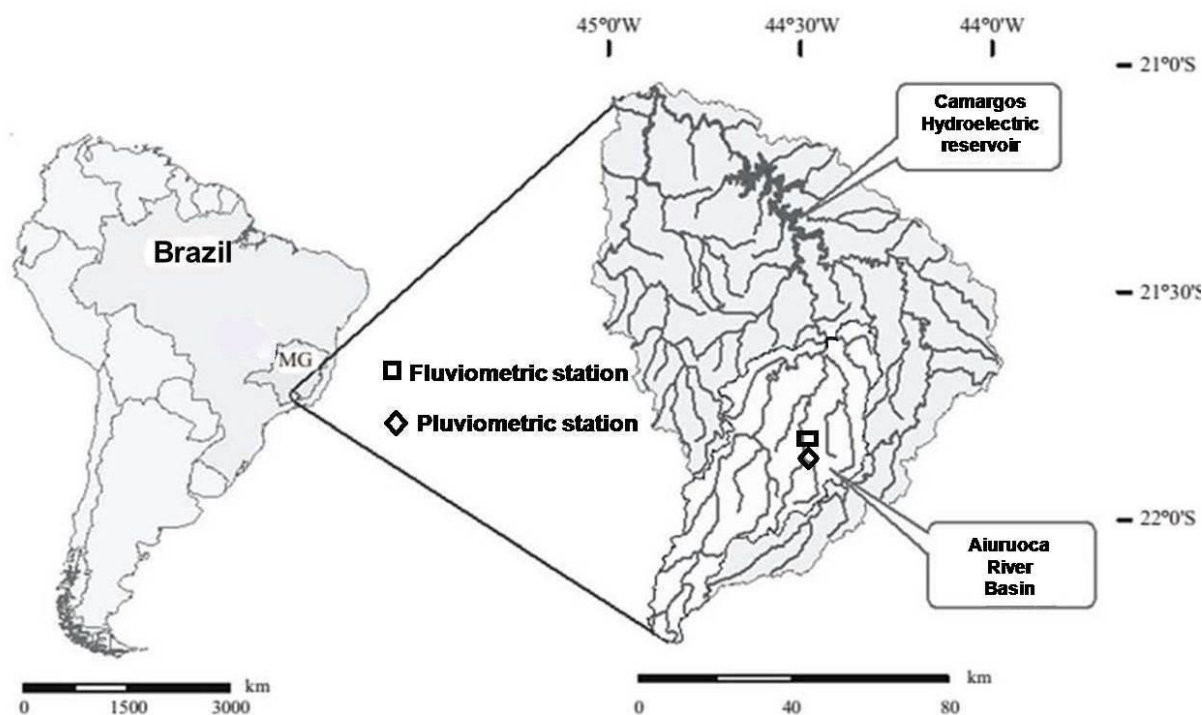 45°0'W 44°30'W 44°0'W
21°0'S
Camargos
Hydroelectric
reservoir
Brazil
21°30'S
MG
Fluviometric station
Pluviometric station
22°0'S
Aiuruoca
River
Basin
km
0 1500 3000
km
0 40 80